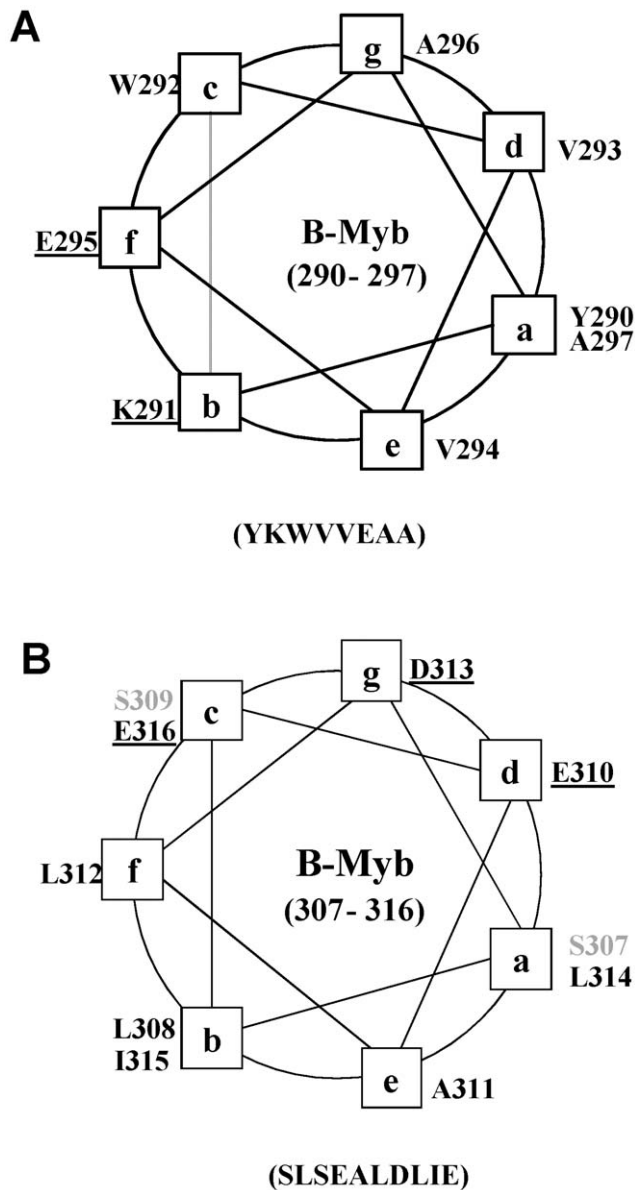 A
g A296
W292 c
d V293
E295 f
B-Myb
(290- 297)
Y290
a
A297
K291 b
e V294
(YKWVVEAA)
B
g D313
S309
c
E316
d E310
L312 f
B-Myb
(307- 316)
S307
a
L314
L308
b
I315
e A311
(SLSEALDLIE)